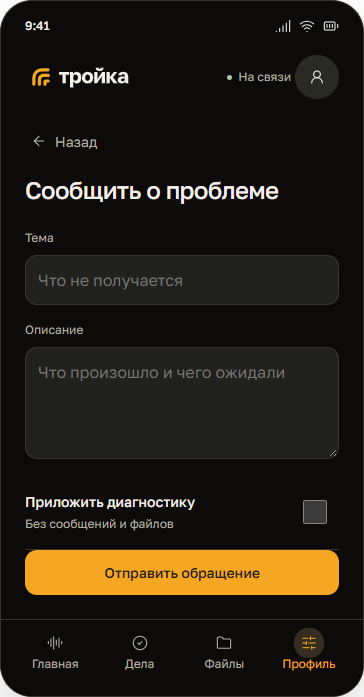 9:41
тройка
На связи
Назад
Сообщить о проблеме
Тема
Что не получается
Описание
Что произошло и чего ожидали
Приложить диагностику
Без сообщений и файлов
Отправить обращение
Главная
Дела
Файлы
Профиль